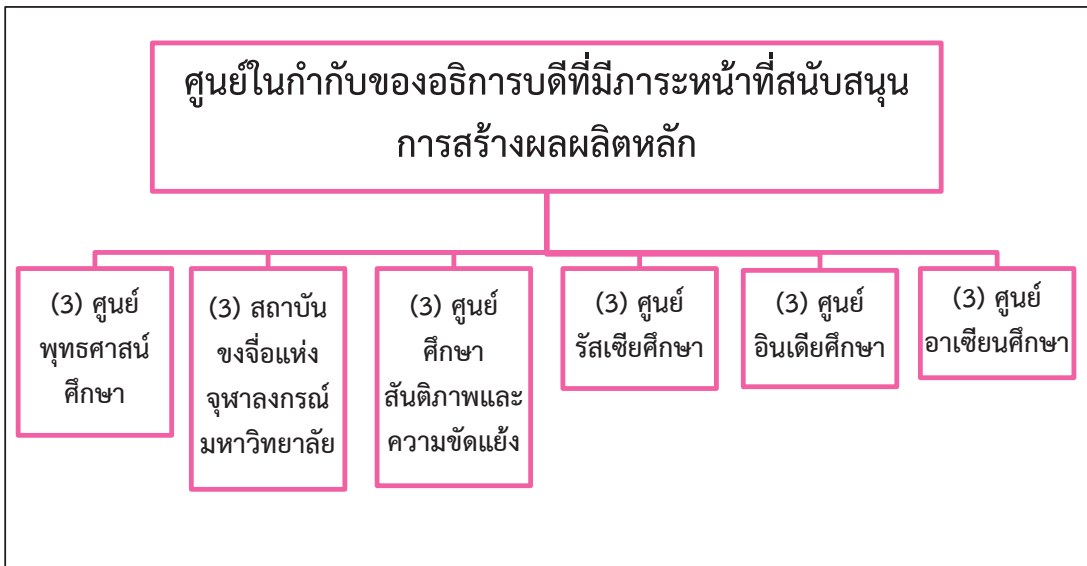 ศูนย์ในกำกับของอธิการบดีที่มีภาระหน้าที่สนับสนุน
การสร้างผลผลิตหลัก
(3) ศูนย์
พุทธศาสน์
ศึกษา
(3) สถาบัน
ขงจื่อแห่ง
จุฬาลงกรณ์
มหาวิทยาลัย
(3) ศูนย์
ศึกษา
สันติภาพและ
ความขัดแย้ง
(3) ศูนย์
รัสเซียศึกษา
(3) ศูนย์
อินเดียศึกษา
(3) ศูนย์
อาเซียนศึกษา